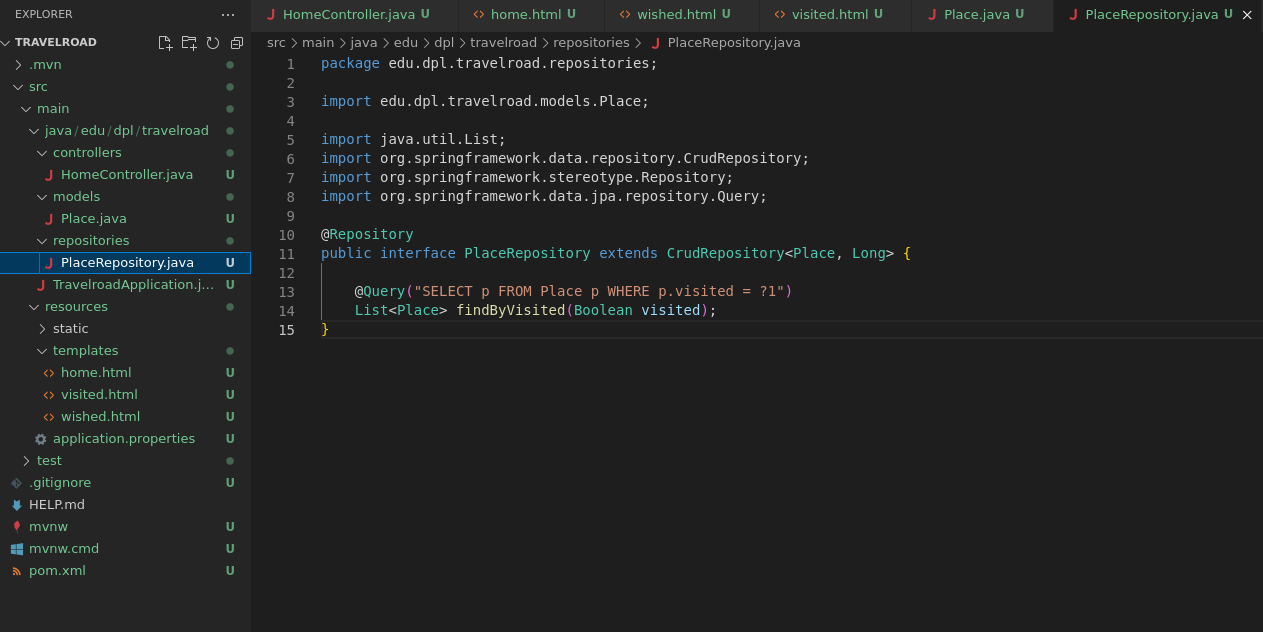 EXPLORER ···
TRAVELROAD
.mvn
src
main
java / edu / dpl / travelroad
controllers
HomeController.java U
models
Place.java U
repositories
PlaceRepository.java U
TravelroadApplication.j... U
resources
static
templates
home.html U
visited.html U
wished.html U
application.properties U
test
.gitignore U
HELP.md
mvnw U
mvnw.cmd U
pom.xml U
HomeController.java U home.html U wished.html U visited.html U Place.java U PlaceRepository.java U
src > main > java > edu > dpl > travelroad > repositories > PlaceRepository.java
1 package edu.dpl.travelroad.repositories;
2
3 import edu.dpl.travelroad.models.Place;
4
5 import java.util.List;
6 import org.springframework.data.repository.CrudRepository;
7 import org.springframework.stereotype.Repository;
8 import org.springframework.data.jpa.repository.Query;
9
10 @Repository
11 public interface PlaceRepository extends CrudRepository<Place, Long> {
12
13     @Query("SELECT p FROM Place p WHERE p.visited = ?1")
14     List<Place> findByVisited(Boolean visited);
15 }